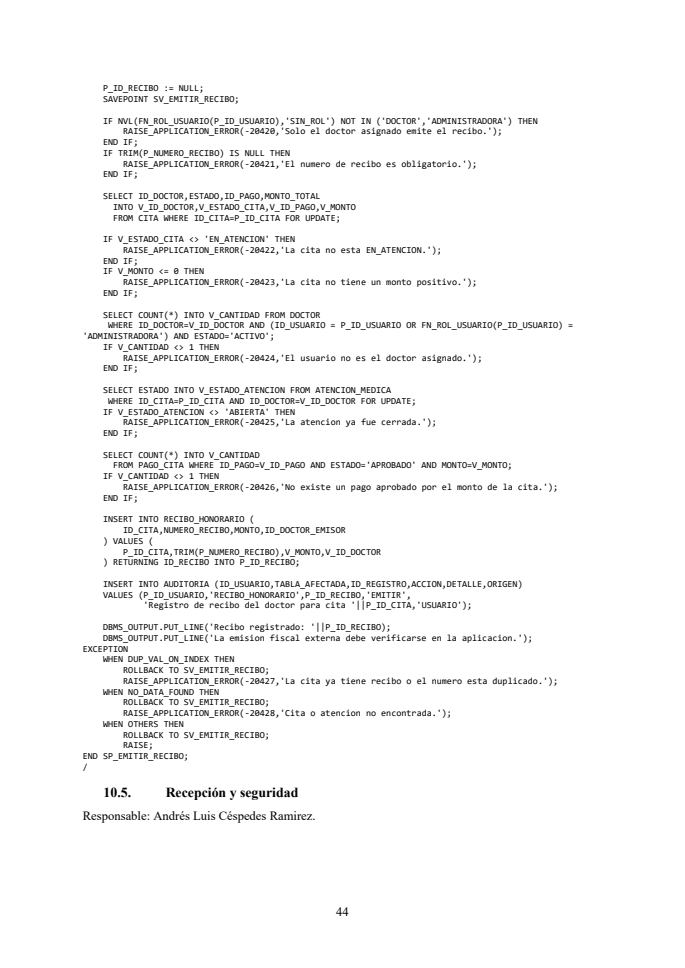 P_ID_RECIBO := NULL;
SAVEPOINT SV_EMITIR_RECIBO;
IF NVL(FN_ROL_USUARIO(P_ID_USUARIO),'SIN_ROL') NOT IN ('DOCTOR','ADMINISTRADORA') THEN
RAISE_APPLICATION_ERROR(-20420,'Solo el doctor asignado emite el recibo.');
END IF;
IF TRIM(P_NUMERO_RECIBO) IS NULL THEN
RAISE_APPLICATION_ERROR(-20421,'El numero de recibo es obligatorio.');
END IF;
SELECT ID_DOCTOR,ESTADO,ID_PAGO,MONTO_TOTAL
INTO V_ID_DOCTOR,V_ESTADO_CITA,V_ID_PAGO,V_MONTO
FROM CITA WHERE ID_CITA=P_ID_CITA FOR UPDATE;
IF V_ESTADO_CITA <> 'EN_ATENCION' THEN
RAISE_APPLICATION_ERROR(-20422,'La cita no esta EN_ATENCION.');
END IF;
IF V_MONTO <= 0 THEN
RAISE_APPLICATION_ERROR(-20423,'La cita no tiene un monto positivo.');
END IF;
SELECT COUNT(*) INTO V_CANTIDAD FROM DOCTOR
WHERE ID_DOCTOR=V_ID_DOCTOR AND (ID_USUARIO = P_ID_USUARIO OR FN_ROL_USUARIO(P_ID_USUARIO) =
'ADMINISTRADORA') AND ESTADO='ACTIVO';
IF V_CANTIDAD <> 1 THEN
RAISE_APPLICATION_ERROR(-20424,'El usuario no es el doctor asignado.');
END IF;
SELECT ESTADO INTO V_ESTADO_ATENCION FROM ATENCION_MEDICA
WHERE ID_CITA=P_ID_CITA AND ID_DOCTOR=V_ID_DOCTOR FOR UPDATE;
IF V_ESTADO_ATENCION <> 'ABIERTA' THEN
RAISE_APPLICATION_ERROR(-20425,'La atencion ya fue cerrada.');
END IF;
SELECT COUNT(*) INTO V_CANTIDAD
FROM PAGO_CITA WHERE ID_PAGO=V_ID_PAGO AND ESTADO='APROBADO' AND MONTO=V_MONTO;
IF V_CANTIDAD <> 1 THEN
RAISE_APPLICATION_ERROR(-20426,'No existe un pago aprobado por el monto de la cita.');
END IF;
INSERT INTO RECIBO_HONORARIO (
ID_CITA,NUMERO_RECIBO,MONTO,ID_DOCTOR_EMISOR
) VALUES (
P_ID_CITA,TRIM(P_NUMERO_RECIBO),V_MONTO,V_ID_DOCTOR
) RETURNING ID_RECIBO INTO P_ID_RECIBO;
INSERT INTO AUDITORIA (ID_USUARIO,TABLA_AFECTADA,ID_REGISTRO,ACCION,DETALLE,ORIGEN)
VALUES (P_ID_USUARIO,'RECIBO_HONORARIO',P_ID_RECIBO,'EMITIR',
'Registro de recibo del doctor para cita '||P_ID_CITA,'USUARIO');
DBMS_OUTPUT.PUT_LINE('Recibo registrado: '||P_ID_RECIBO);
DBMS_OUTPUT.PUT_LINE('La emision fiscal externa debe verificarse en la aplicacion.');
EXCEPTION
WHEN DUP_VAL_ON_INDEX THEN
ROLLBACK TO SV_EMITIR_RECIBO;
RAISE_APPLICATION_ERROR(-20427,'La cita ya tiene recibo o el numero esta duplicado.');
WHEN NO_DATA_FOUND THEN
ROLLBACK TO SV_EMITIR_RECIBO;
RAISE_APPLICATION_ERROR(-20428,'Cita o atencion no encontrada.');
WHEN OTHERS THEN
ROLLBACK TO SV_EMITIR_RECIBO;
RAISE;
END SP_EMITIR_RECIBO;
/
10.5. Recepción y seguridad
Responsable: Andrés Luis Céspedes Ramirez.
44